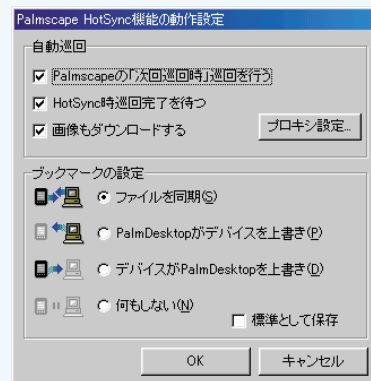 Palmscape HotSync機能の動作設定
自動巡回
Palmscapeの「次回巡回時」巡回を行う
HotSync時巡回完了を待つ
画像もダウンロードする
プロキシ設定...
ブックマークの設定
ファイルを同期(S)
PalmDesktopがデバイスを上書き(P)
デバイスがPalmDesktopを上書き(D)
何もしない(N)
標準として保存
OK
キャンセル